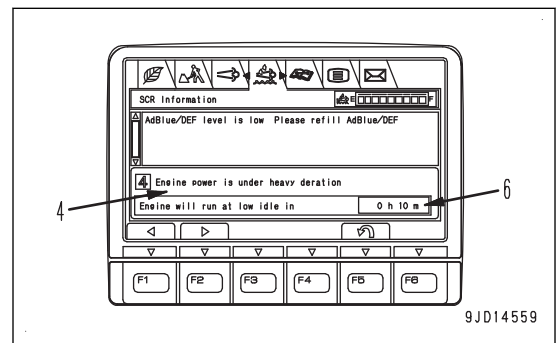 SCR Information
E F
AdBlue/DEF level is low Please refill AdBlue/DEF
4 Engine power is under heavy deration
Engine will run at low idle in 0 h 10 m
4
6
F1 F2 F3 F4 F5 F6
9JD14559